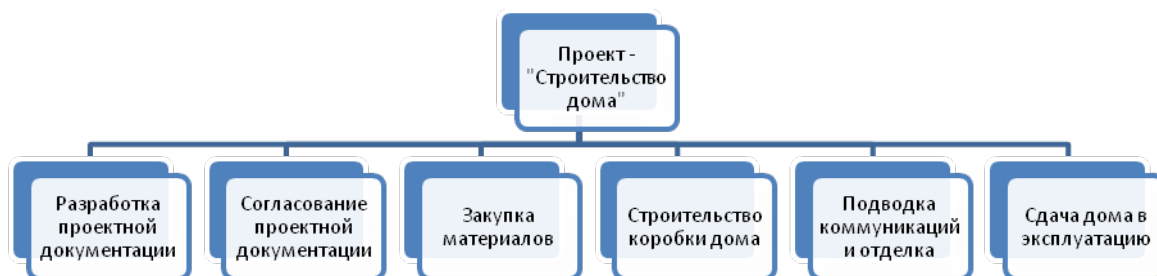 Проект -
"Строительство
дома"
Разработка
проектной
документации
Согласование
проектной
документации
Закупка
материалов
Строительство
коробки дома
Подводка
коммуникаций
и отделка
Сдача дома в
эксплуатацию